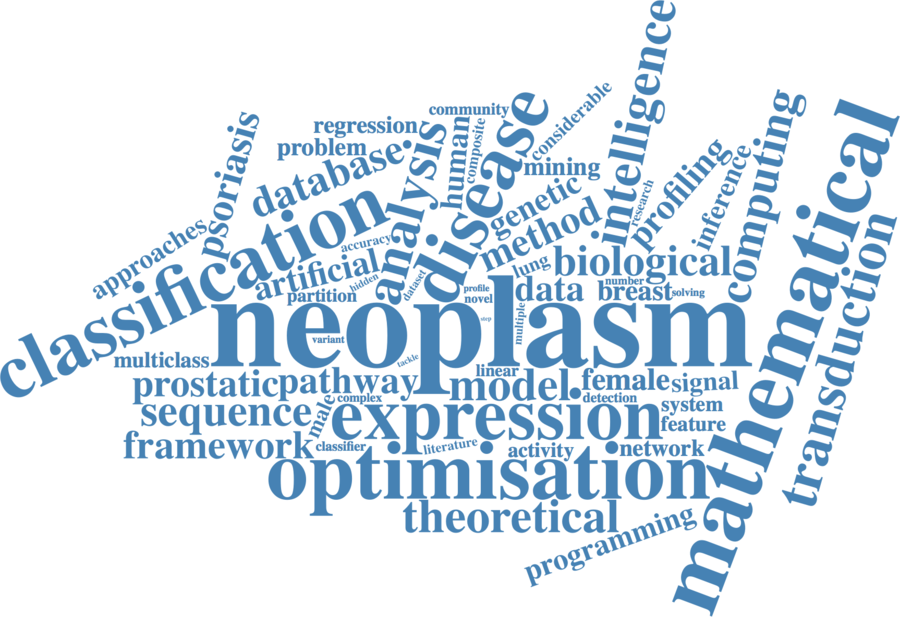 community
regression
problem
database
psoriasis
approaches
classification
analysis
human
composite
disease
considerable
mining
intelligence
research
profiling
inference
computing
mathematical
transduction
genetic
method
accuracy
artificial
hidden
partition
dataset
lung
biological
profile
novel
data
number
breast
solving
neoplasm
step
multiple
variant
tackle
multiclass
linear
prostatic
pathway
model
female
signal
complex
detection
sequence
male
expression
system
feature
framework
classifier
literature
activity
network
optimisation
theoretical
programming